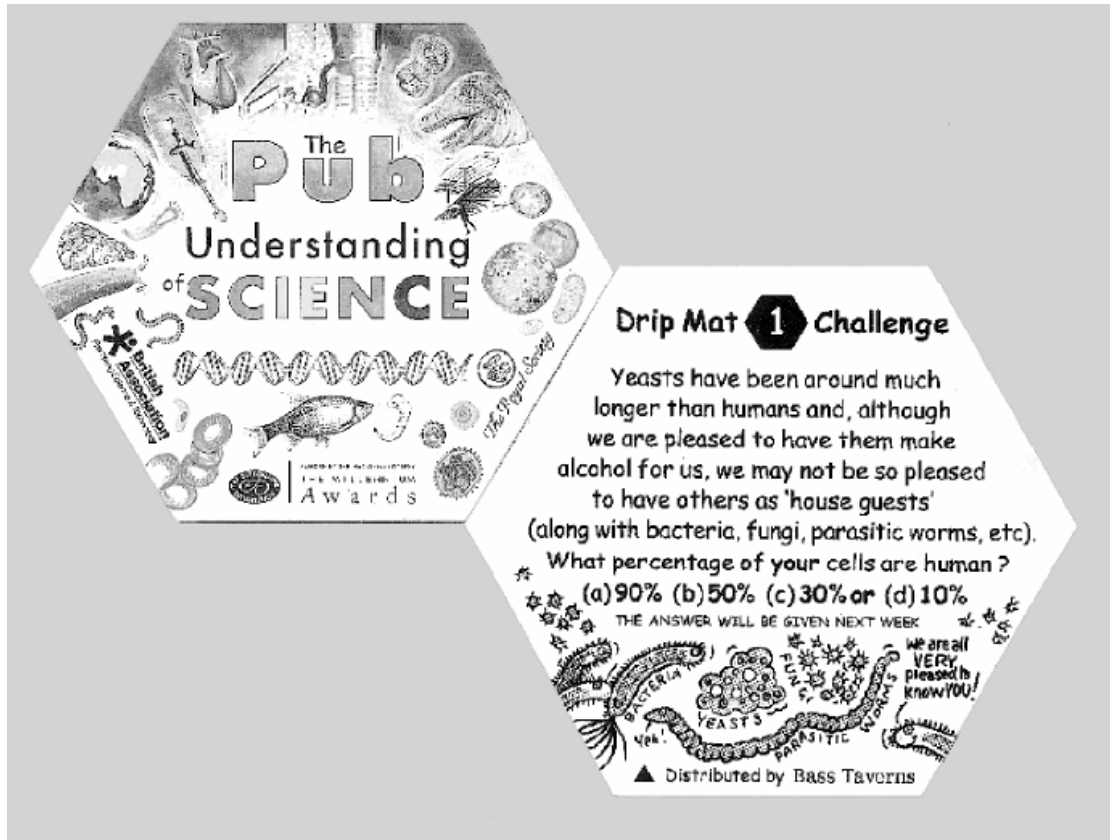 The
Pub
Understanding
of SCIENCE
British
Association
The Royal Society
THE MILLENNIUM
Awards
Drip Mat 1 Challenge
Yeasts have been around much
longer than humans and, although
we are pleased to have them make
alcohol for us, we may not be so pleased
to have others as 'house guests'
(along with bacteria, fungi, parasitic worms, etc).
What percentage of your cells are human ?
(a) 90% (b) 50% (c) 30% or (d) 10%
THE ANSWER WILL BE GIVEN NEXT WEEK
BACTERIA
YEASTS
FUNGI
PARASITIC WORMS
Yeh!
We are all
VERY
pleased to
know YOU!
▲ Distributed by Bass Taverns